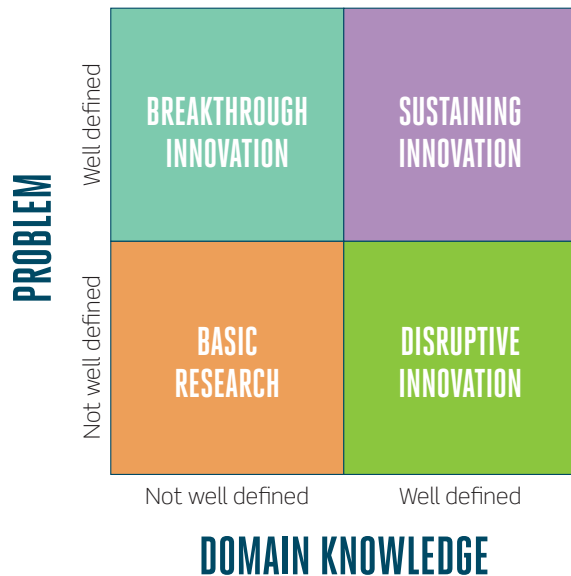 PROBLEM
Well defined
Not well defined
BREAKTHROUGH
INNOVATION
SUSTAINING
INNOVATION
BASIC
RESEARCH
DISRUPTIVE
INNOVATION
Not well defined
Well defined
DOMAIN KNOWLEDGE